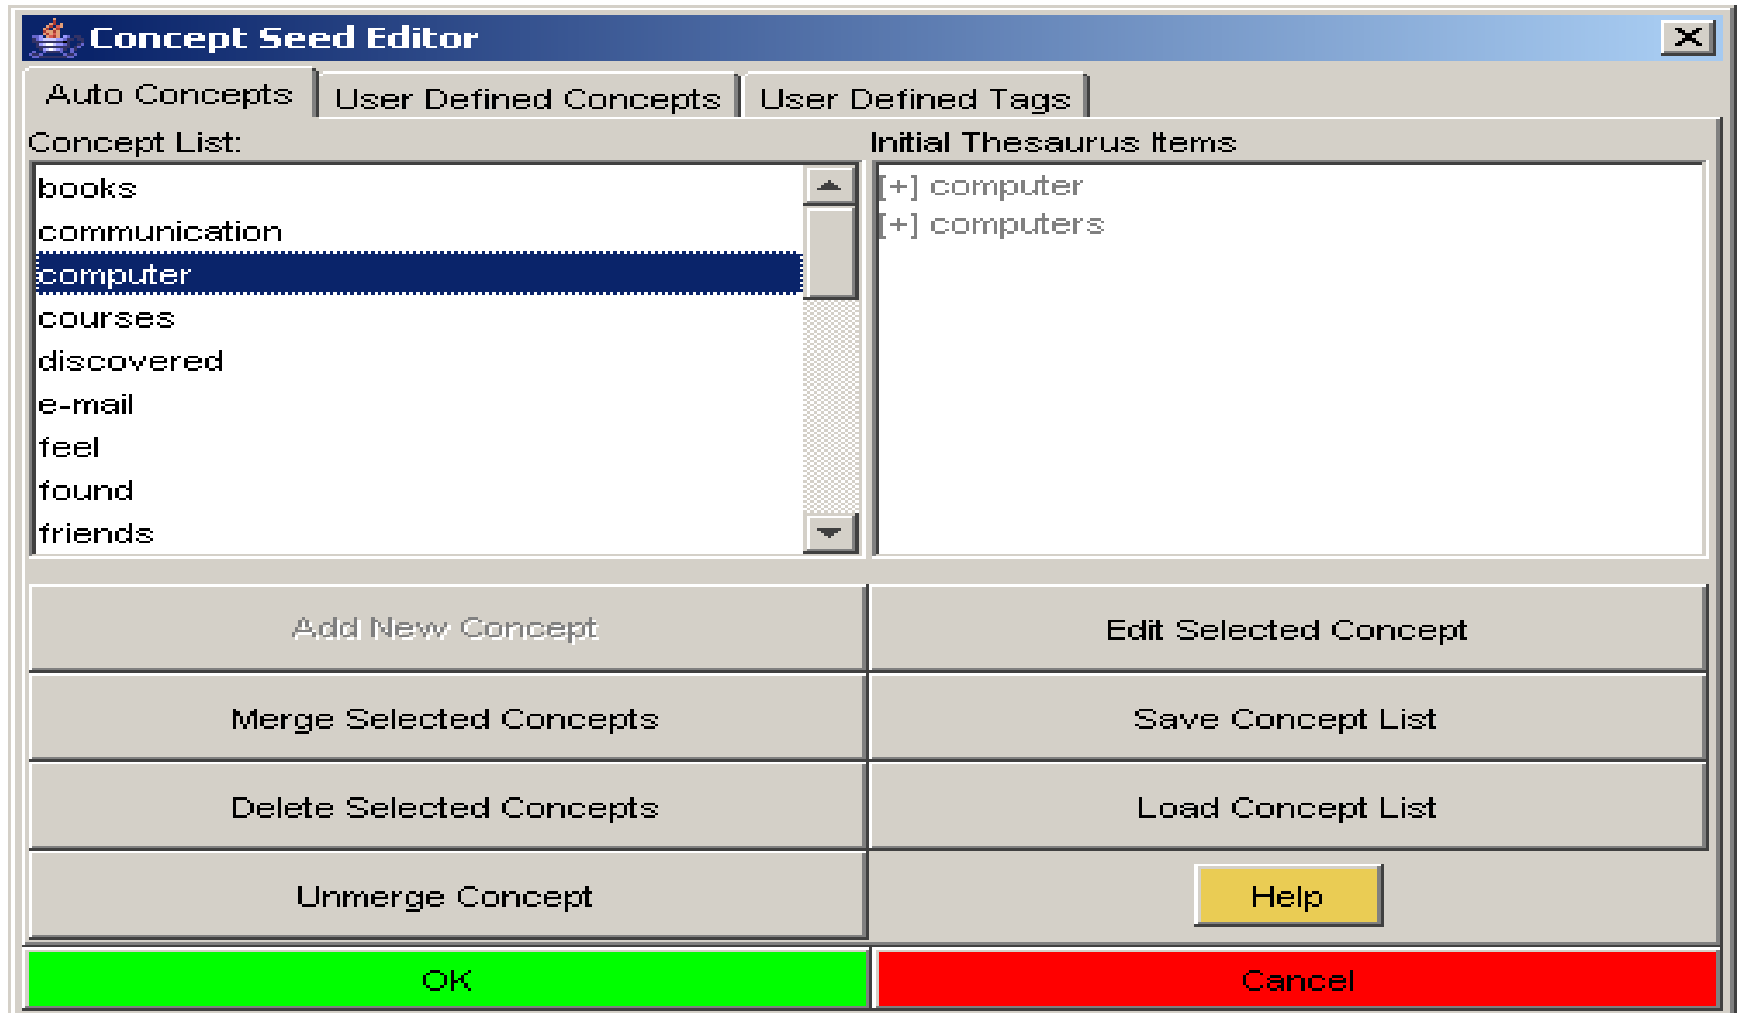 Concept Seed Editor
Auto Concepts User Defined Concepts User Defined Tags
Concept List:
books
communication
computer
courses
discovered
e-mail
feel
found
friends
Initial Thesaurus Items
[+] computer
[+] computers
Add New Concept Edit Selected Concept
Merge Selected Concepts Save Concept List
Delete Selected Concepts Load Concept List
Unmerge Concept Help
OK Cancel